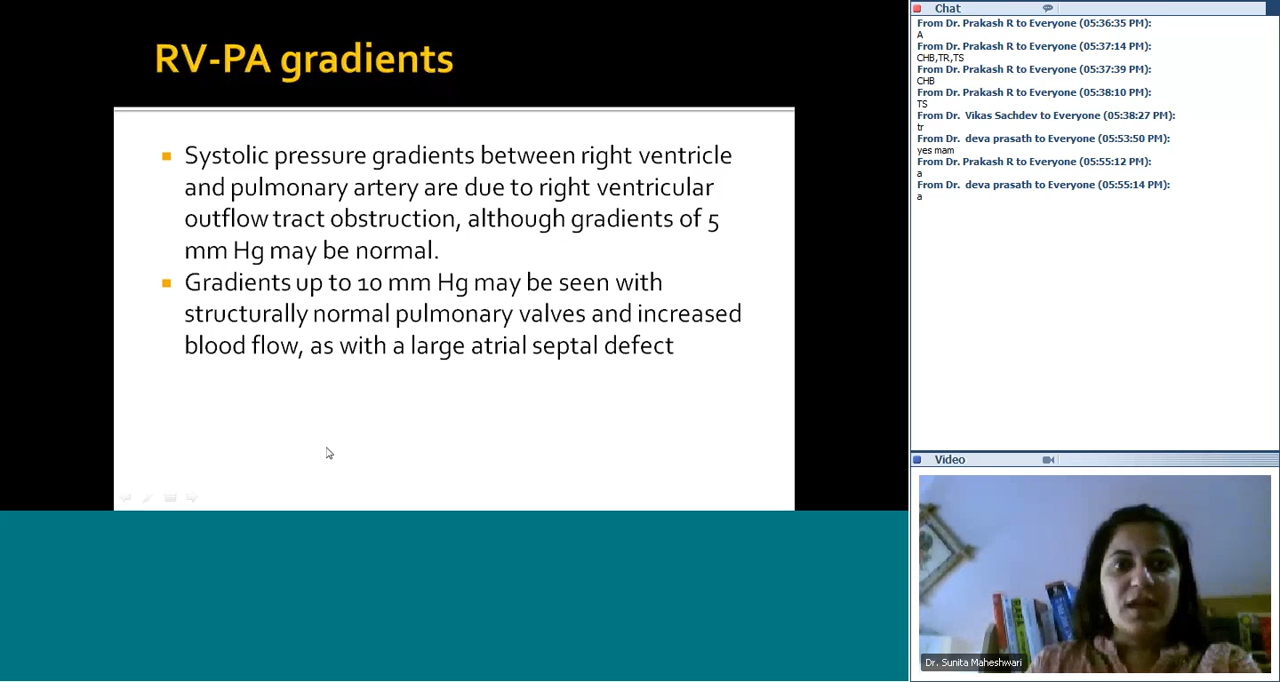 RV-PA gradients
Systolic pressure gradients between right ventricle
and pulmonary artery are due to right ventricular
outflow tract obstruction, although gradients of 5
mm Hg may be normal.
Gradients up to 10 mm Hg may be seen with
structurally normal pulmonary valves and increased
blood flow, as with a large atrial septal defect
Chat
From Dr. Prakash R to Everyone (05:36:35 PM):
A
From Dr. Prakash R to Everyone (05:37:14 PM):
CHB,TR,TS
From Dr. Prakash R to Everyone (05:37:39 PM):
CHB
From Dr. Prakash R to Everyone (05:38:10 PM):
TS
From Dr.  Vikas Sachdev to Everyone (05:38:27 PM):
tr
From Dr.  deva prasath to Everyone (05:53:50 PM):
yes mam
From Dr. Prakash R to Everyone (05:55:12 PM):
a
From Dr.  deva prasath to Everyone (05:55:14 PM):
a
Video
Dr. Sunita Maheshwari